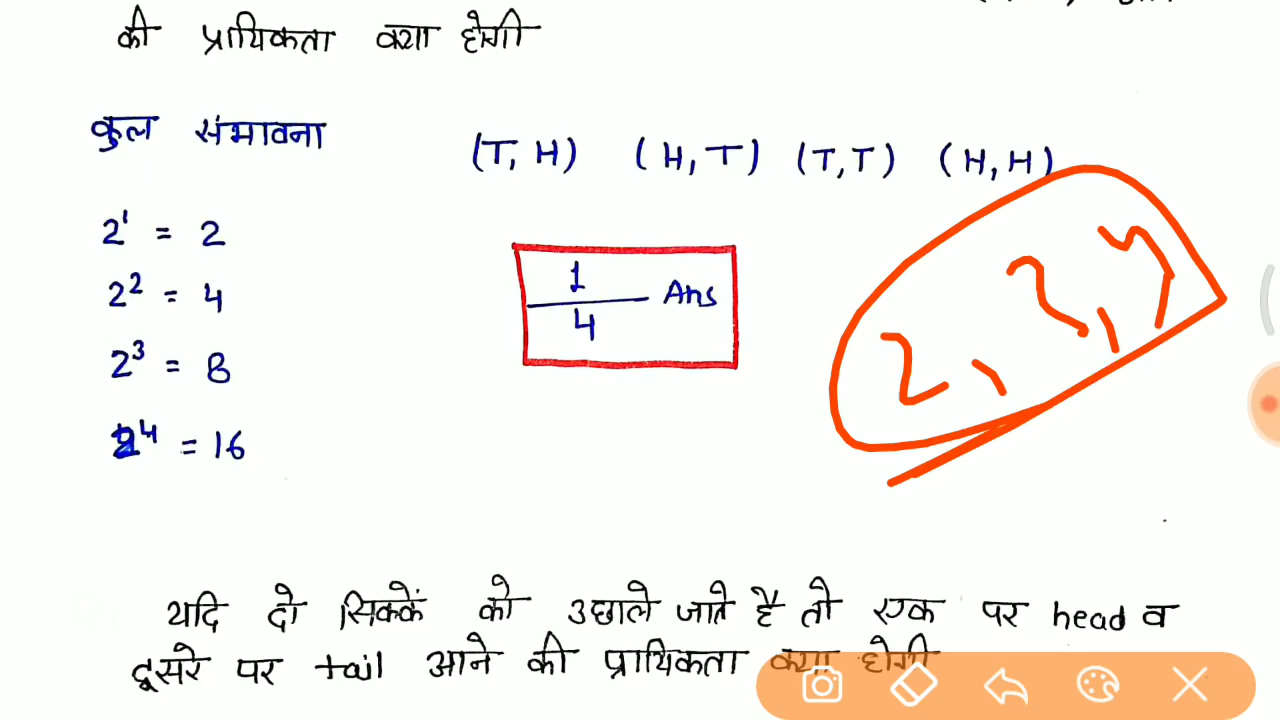 की प्रायिकता क्या होगी
कुल संभावना
(T, H) (H, T) (T, T) (H, H)
2¹ = 2
2² = 4
2³ = 8
2⁴ = 16
1
4
Ans
2, 3, 4
यदि दो सिक्कें को उछाले जाते है तो एक पर head व
दूसरे पर tail आने की प्रायिकता क्या होगी